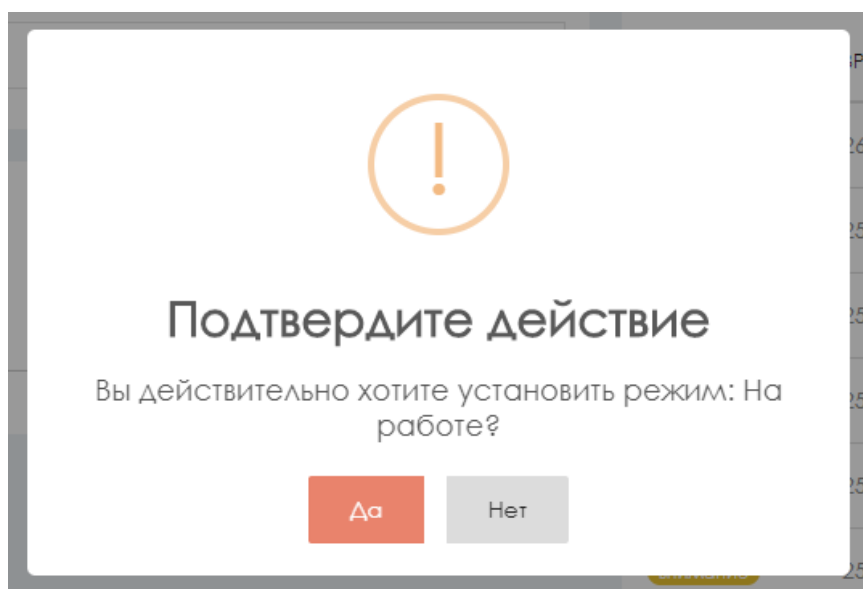 Подтвердите действие
Вы действительно хотите установить режим: На
работе?
Да
Нет